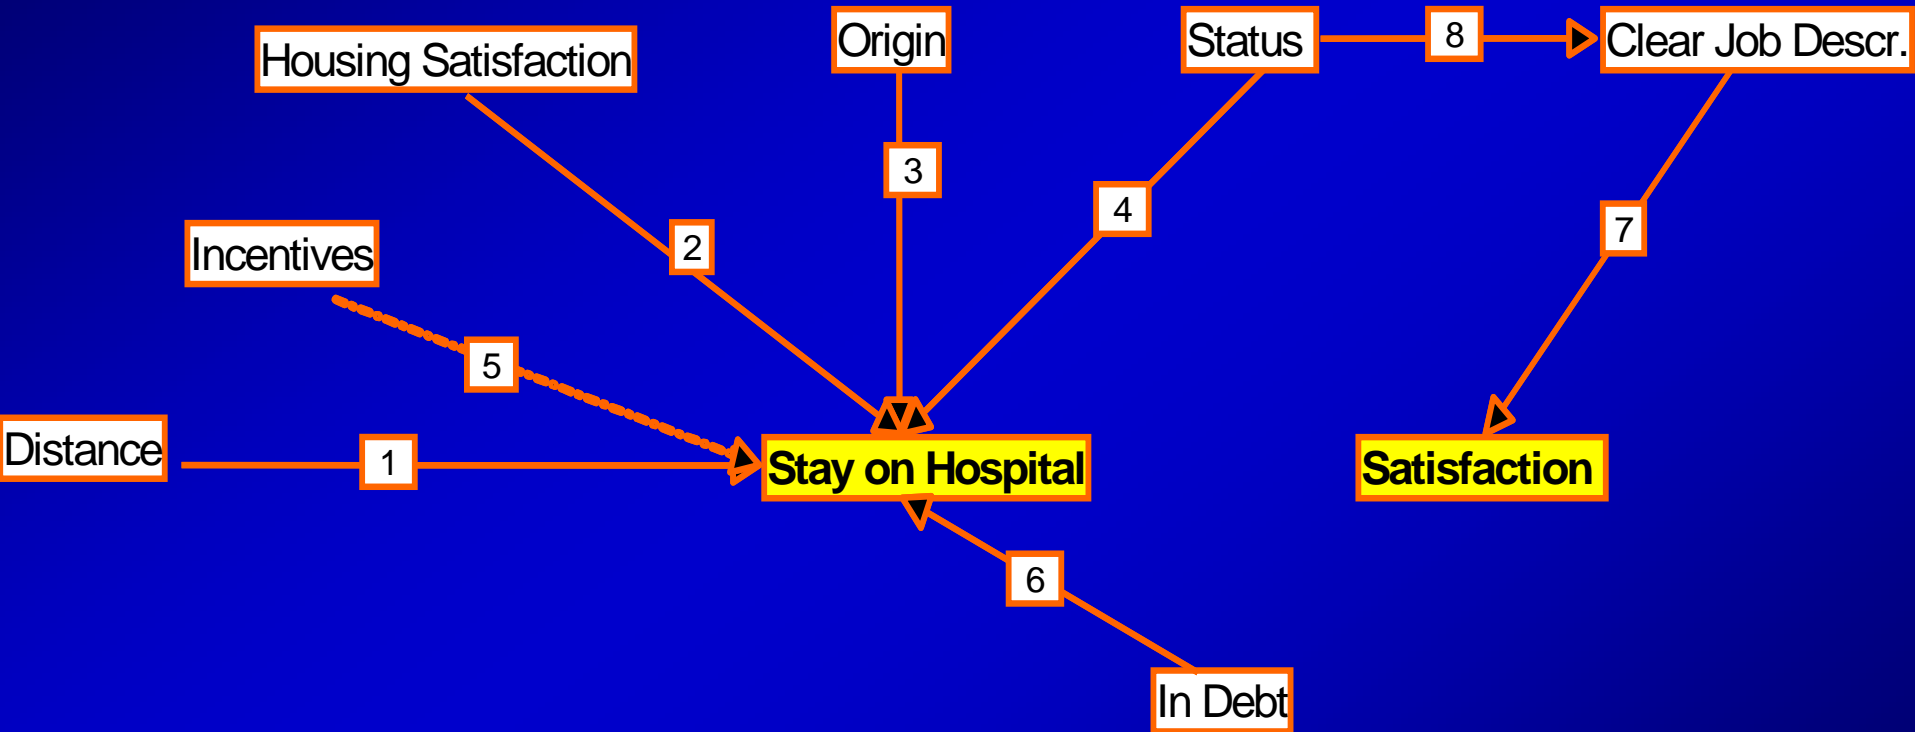 Origin
Status
8
Clear Job Descr.
Housing Satisfaction
3
4
7
2
Incentives
5
Distance
1
Stay on Hospital
Satisfaction
6
In Debt